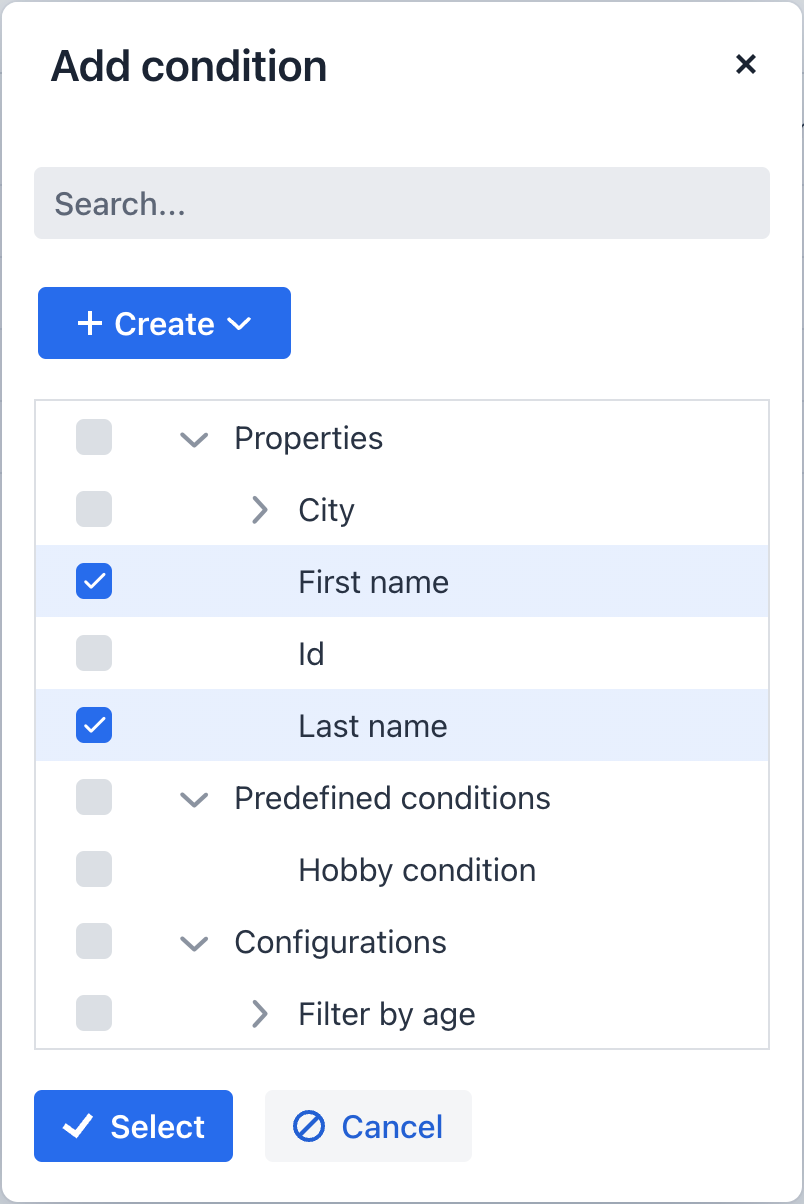 Add condition
Search...
Create
Properties
City
First name
Id
Last name
Predefined conditions
Hobby condition
Configurations
Filter by age
Select
Cancel